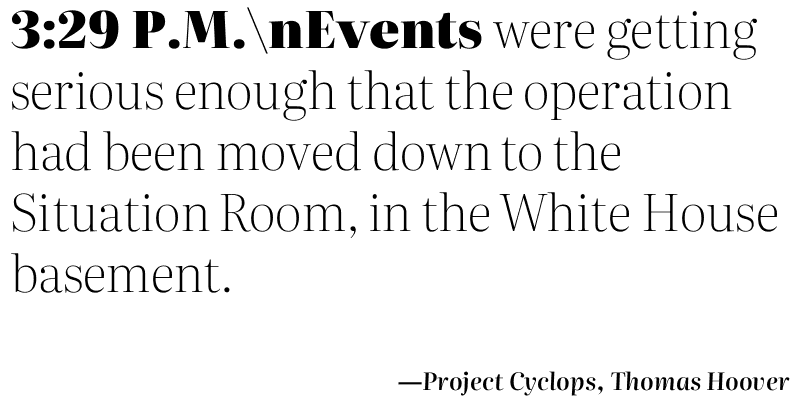 3:29 P.M.\nEvents were getting
serious enough that the operation
had been moved down to the
Situation Room, in the White House
basement.
—Project Cyclops, Thomas Hoover